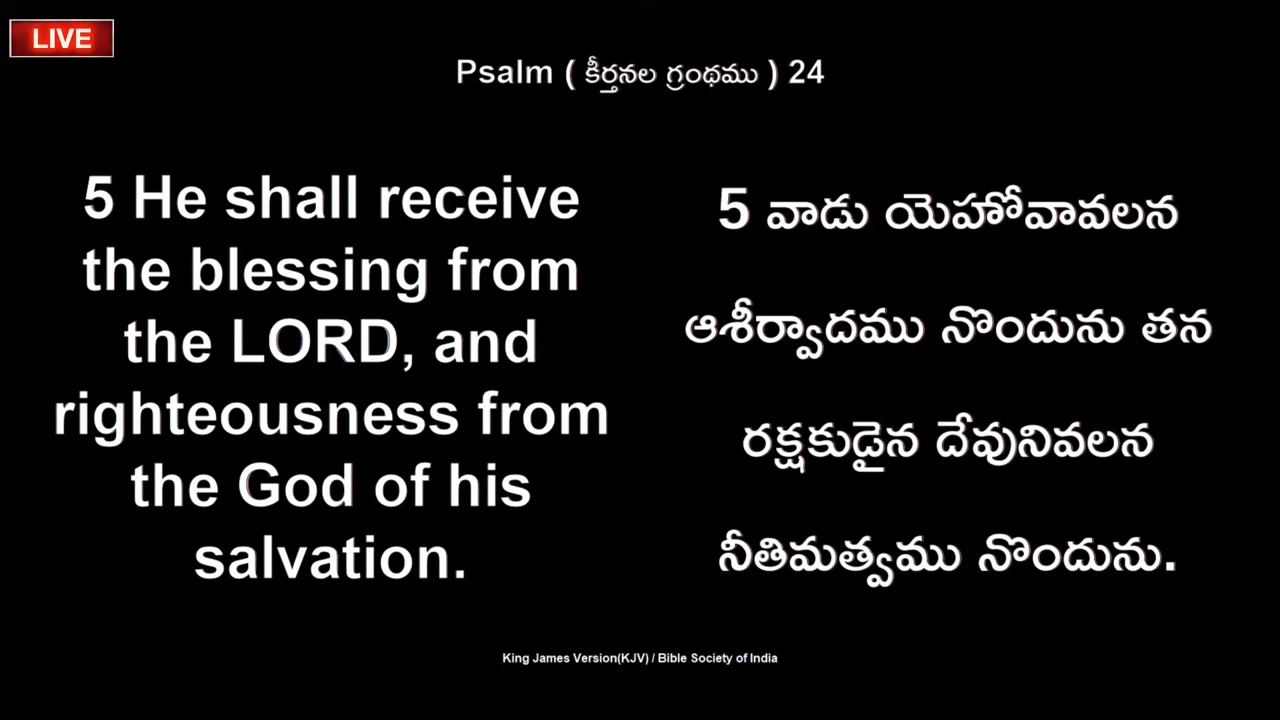 LIVE
Psalm ( కీర్తనల గ్రంథము ) 24
5 He shall receive
the blessing from
the LORD, and
righteousness from
the God of his
salvation.
5 వాడు యెహోవావలన
ఆశీర్వాదము నొందును తన
రక్షకుడైన దేవునివలన
నీతిమత్వము నొందును.
King James Version(KJV) / Bible Society of India